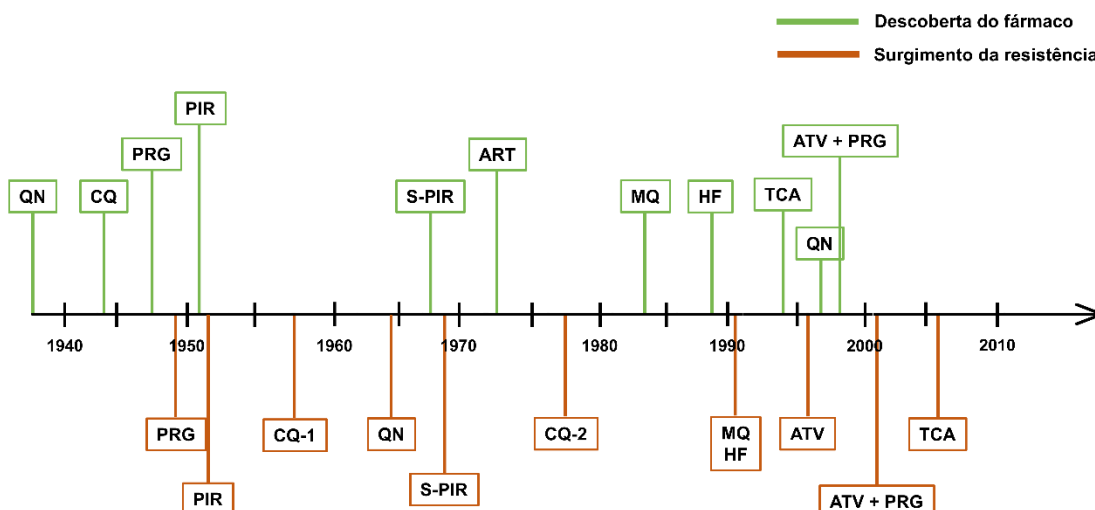 Descoberta do fármaco
Surgimento da resistência
PIR
PRG
ATV + PRG
ART
QN
CQ
S-PIR
MQ
HF
TCA
QN
1940
1950
1960
1970
1980
1990
2000
2010
PRG
CQ-1
QN
CQ-2
MQ
HF
ATV
TCA
PIR
S-PIR
ATV + PRG